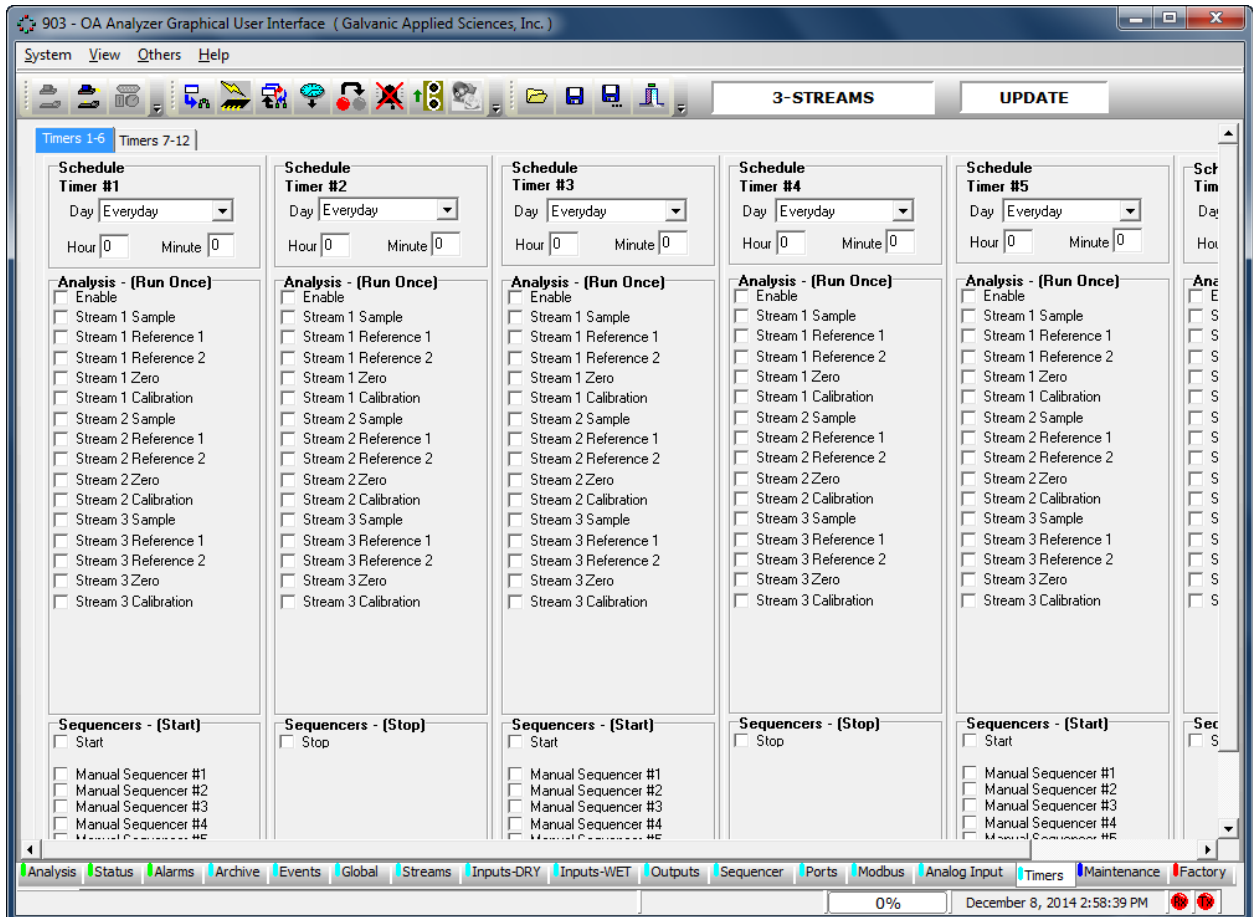 903 - OA Analyzer Graphical User Interface ( Galvanic Applied Sciences, Inc. )
System View Others Help
3-STREAMS UPDATE
Timers 1-6 Timers 7-12
Schedule
Timer #1
Day Everyday
Hour 0 Minute 0
Analysis - (Run Once)
Enable
Stream 1 Sample
Stream 1 Reference 1
Stream 1 Reference 2
Stream 1 Zero
Stream 1 Calibration
Stream 2 Sample
Stream 2 Reference 1
Stream 2 Reference 2
Stream 2 Zero
Stream 2 Calibration
Stream 3 Sample
Stream 3 Reference 1
Stream 3 Reference 2
Stream 3 Zero
Stream 3 Calibration
Sequencers - (Start)
Start
Manual Sequencer #1
Manual Sequencer #2
Manual Sequencer #3
Manual Sequencer #4
Schedule
Timer #2
Day Everyday
Hour 0 Minute 0
Analysis - (Run Once)
Enable
Stream 1 Sample
Stream 1 Reference 1
Stream 1 Reference 2
Stream 1 Zero
Stream 1 Calibration
Stream 2 Sample
Stream 2 Reference 1
Stream 2 Reference 2
Stream 2 Zero
Stream 2 Calibration
Stream 3 Sample
Stream 3 Reference 1
Stream 3 Reference 2
Stream 3 Zero
Stream 3 Calibration
Sequencers - (Stop)
Stop
Schedule
Timer #3
Day Everyday
Hour 0 Minute 0
Analysis - (Run Once)
Enable
Stream 1 Sample
Stream 1 Reference 1
Stream 1 Reference 2
Stream 1 Zero
Stream 1 Calibration
Stream 2 Sample
Stream 2 Reference 1
Stream 2 Reference 2
Stream 2 Zero
Stream 2 Calibration
Stream 3 Sample
Stream 3 Reference 1
Stream 3 Reference 2
Stream 3 Zero
Stream 3 Calibration
Sequencers - (Start)
Start
Manual Sequencer #1
Manual Sequencer #2
Manual Sequencer #3
Manual Sequencer #4
Schedule
Timer #4
Day Everyday
Hour 0 Minute 0
Analysis - (Run Once)
Enable
Stream 1 Sample
Stream 1 Reference 1
Stream 1 Reference 2
Stream 1 Zero
Stream 1 Calibration
Stream 2 Sample
Stream 2 Reference 1
Stream 2 Reference 2
Stream 2 Zero
Stream 2 Calibration
Stream 3 Sample
Stream 3 Reference 1
Stream 3 Reference 2
Stream 3 Zero
Stream 3 Calibration
Sequencers - (Stop)
Stop
Schedule
Timer #5
Day Everyday
Hour 0 Minute 0
Analysis - (Run Once)
Enable
Stream 1 Sample
Stream 1 Reference 1
Stream 1 Reference 2
Stream 1 Zero
Stream 1 Calibration
Stream 2 Sample
Stream 2 Reference 1
Stream 2 Reference 2
Stream 2 Zero
Stream 2 Calibration
Stream 3 Sample
Stream 3 Reference 1
Stream 3 Reference 2
Stream 3 Zero
Stream 3 Calibration
Sequencers - (Start)
Start
Manual Sequencer #1
Manual Sequencer #2
Manual Sequencer #3
Manual Sequencer #4
Analysis Status Alarms Archive Events Global Streams Inputs-DRY Inputs-WET Outputs Sequencer Ports Modbus Analog Input Timers Maintenance Factory
0% December 8, 2014 2:58:39 PM Rx Tx